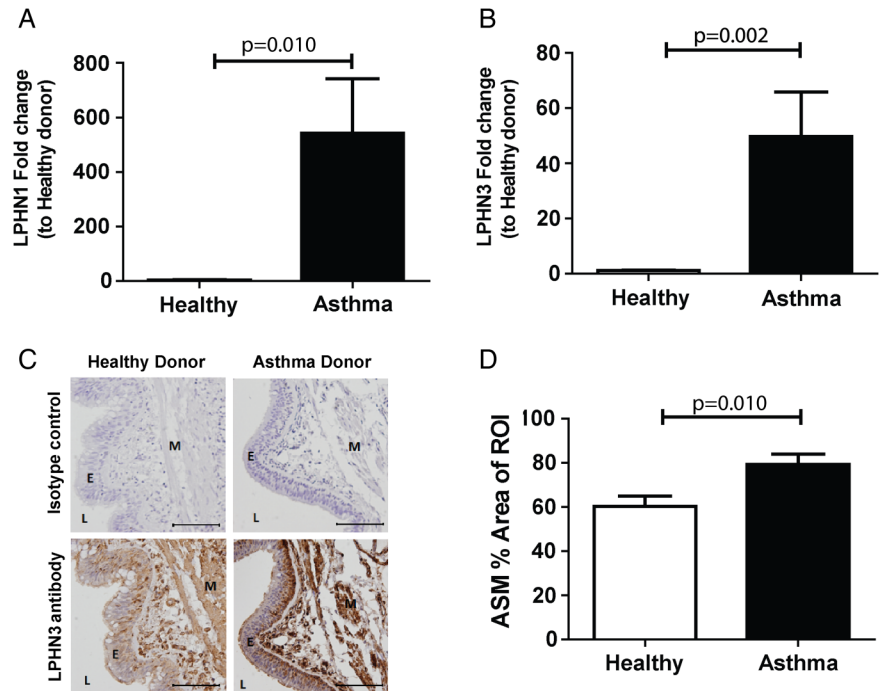 A
p=0.010
LPHN1 Fold change
(to Healthy donor)
800
600
400
200
0
Healthy Asthma
B
p=0.002
LPHN3 Fold change
(to Healthy donor)
80
60
40
20
0
Healthy Asthma
C
Healthy Donor Asthma Donor
Isotype control
M
E
L
M
E
L
LPHN3 antibody
M
E
L
M
E
L
D
p=0.010
ASM % Area of ROI
100
80
60
40
20
0
Healthy Asthma